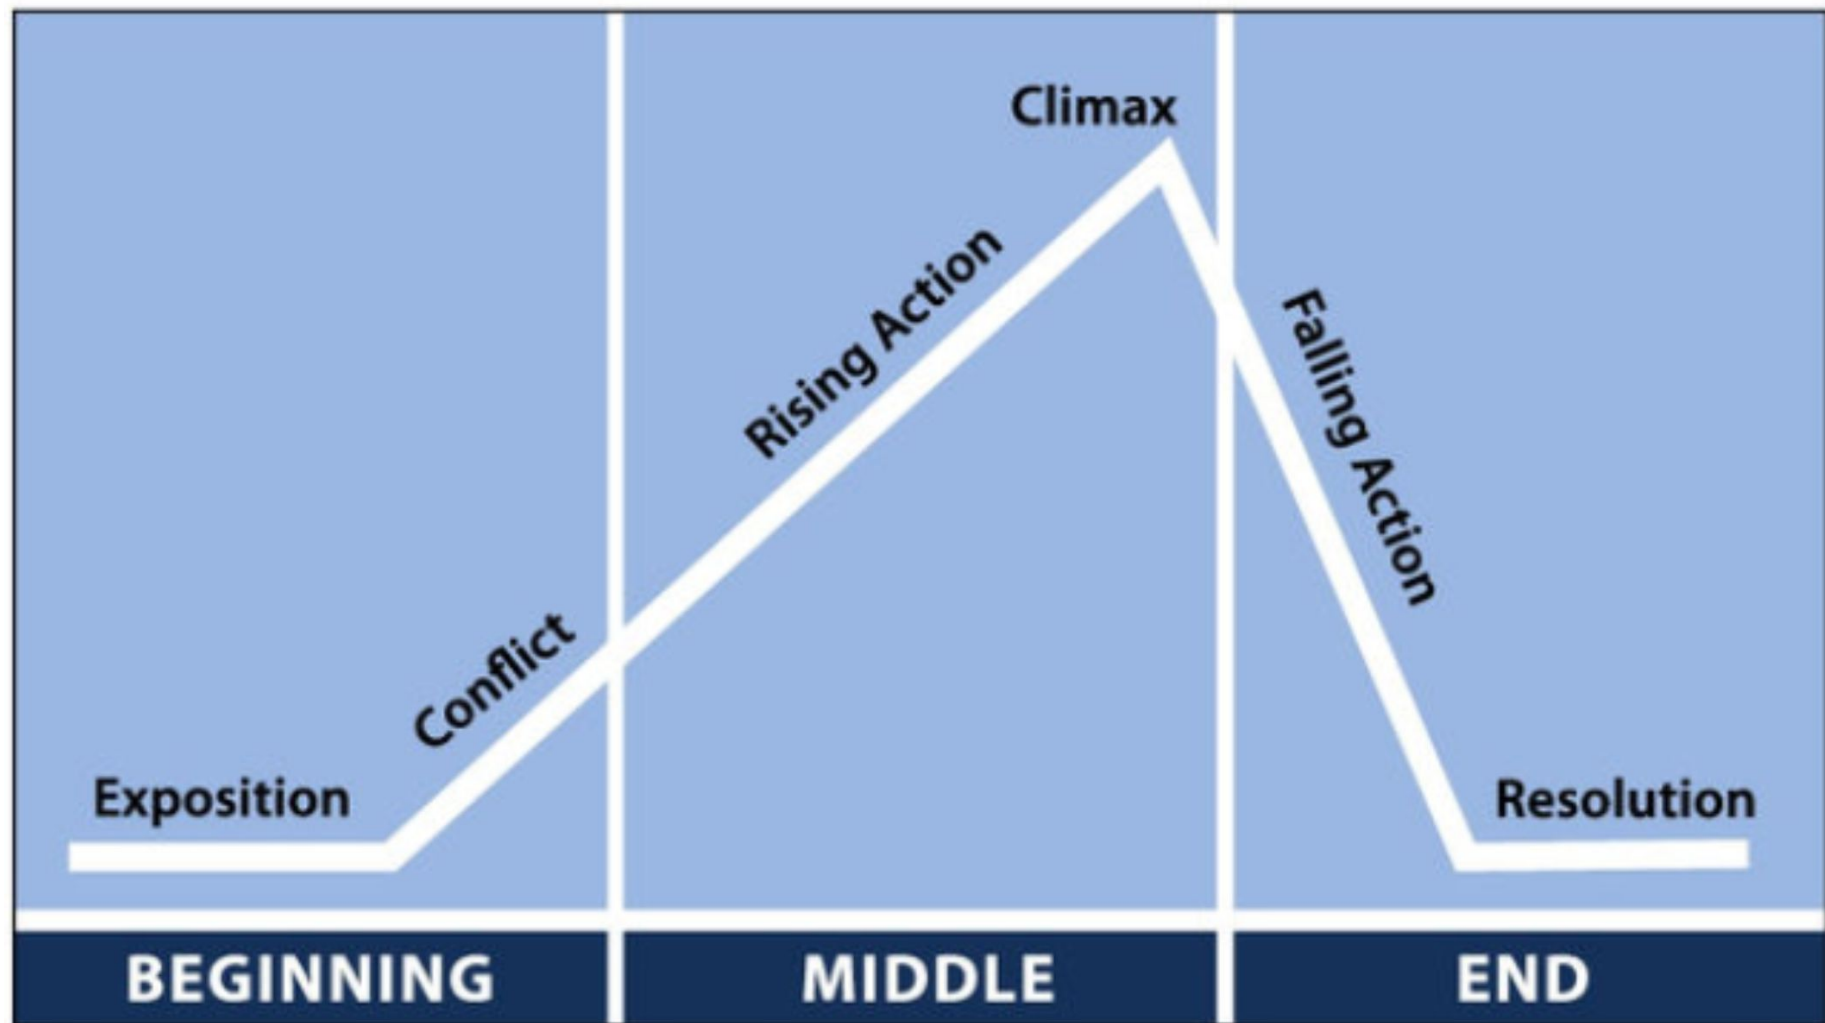 Exposition
Conflict
Rising Action
Climax
Falling Action
Resolution
BEGINNING
MIDDLE
END